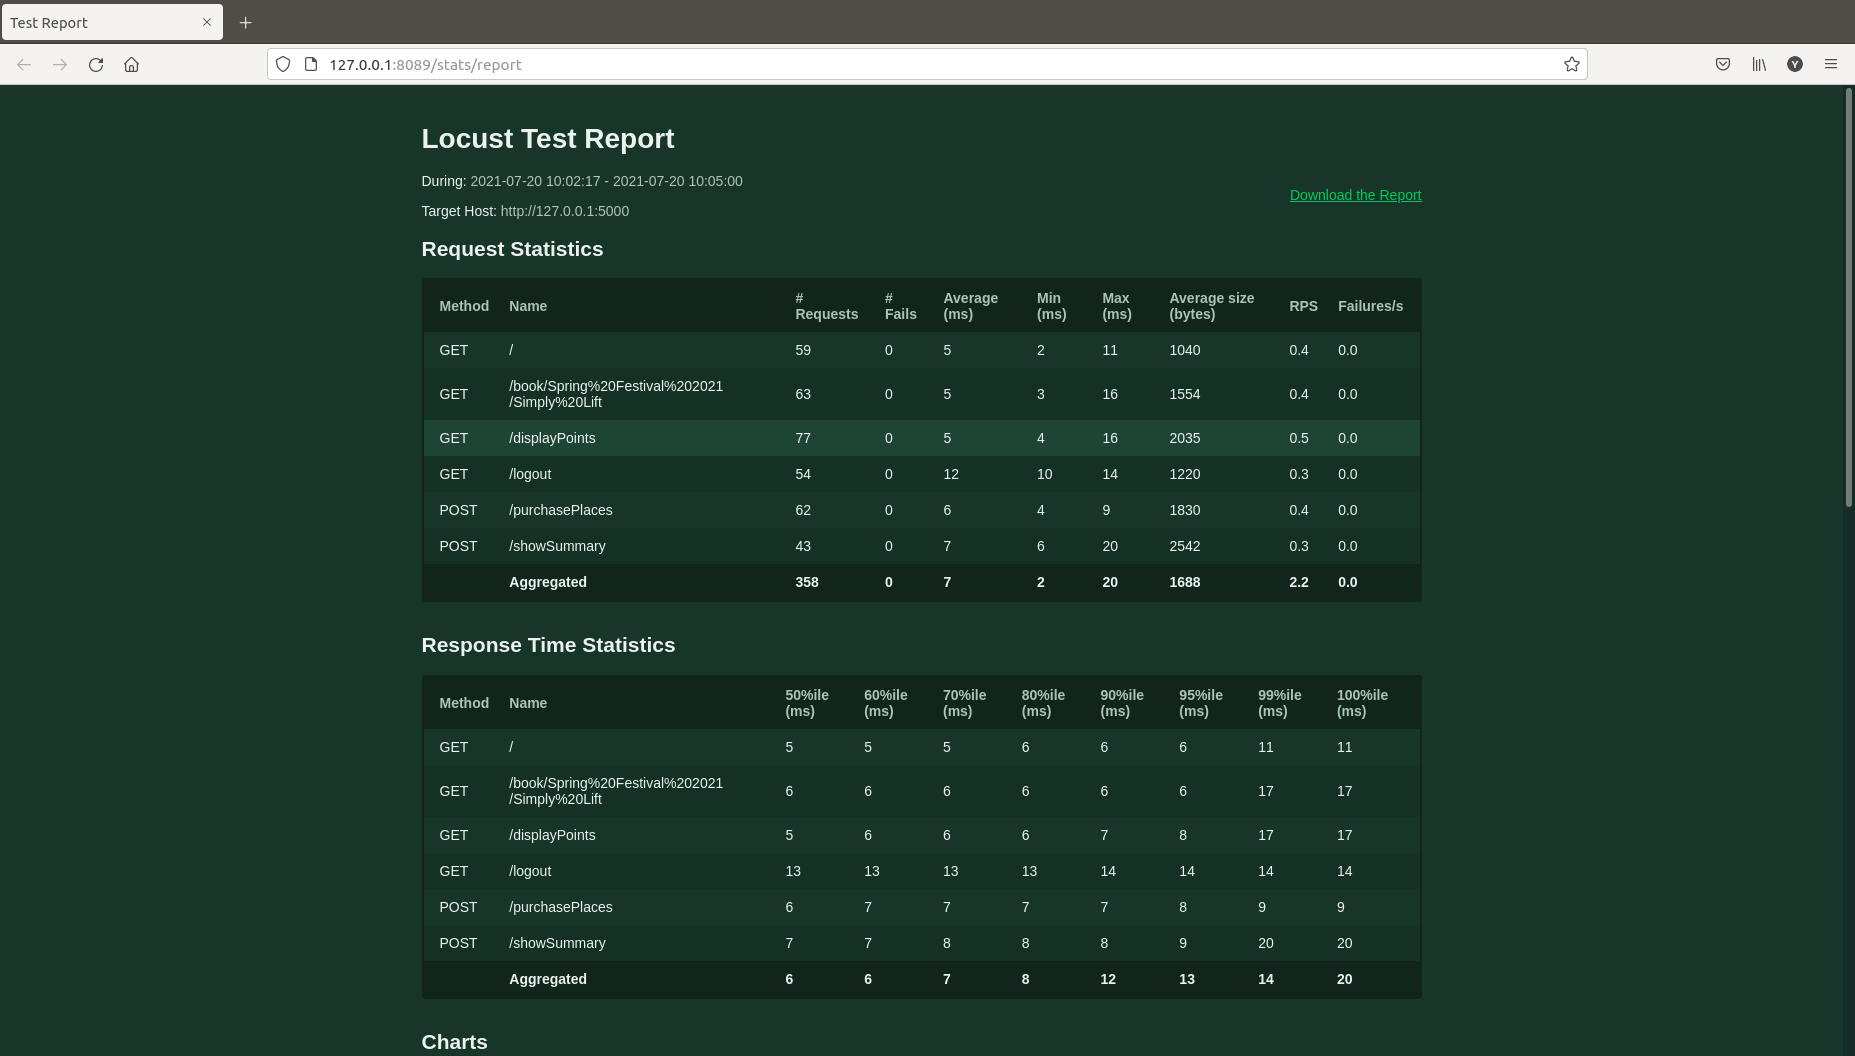 Test Report
127.0.0.1:8089/stats/report
Y
Locust Test Report
During: 2021-07-20 10:02:17 - 2021-07-20 10:05:00
Download the Report
Target Host: http://127.0.0.1:5000
Request Statistics
Method Name # Requests # Fails Average (ms) Min (ms) Max (ms) Average size (bytes) RPS Failures/s
GET / 59 0 5 2 11 1040 0.4 0.0
GET /book/Spring%20Festival%202021 /Simply%20Lift 63 0 5 3 16 1554 0.4 0.0
GET /displayPoints 77 0 5 4 16 2035 0.5 0.0
GET /logout 54 0 12 10 14 1220 0.3 0.0
POST /purchasePlaces 62 0 6 4 9 1830 0.4 0.0
POST /showSummary 43 0 7 6 20 2542 0.3 0.0
Aggregated 358 0 7 2 20 1688 2.2 0.0
Response Time Statistics
Method Name 50%ile (ms) 60%ile (ms) 70%ile (ms) 80%ile (ms) 90%ile (ms) 95%ile (ms) 99%ile (ms) 100%ile (ms)
GET / 5 5 5 6 6 6 11 11
GET /book/Spring%20Festival%202021 /Simply%20Lift 6 6 6 6 6 6 17 17
GET /displayPoints 5 6 6 6 7 8 17 17
GET /logout 13 13 13 13 14 14 14 14
POST /purchasePlaces 6 7 7 7 7 8 9 9
POST /showSummary 7 7 8 8 8 9 20 20
Aggregated 6 6 7 8 12 13 14 20
Charts